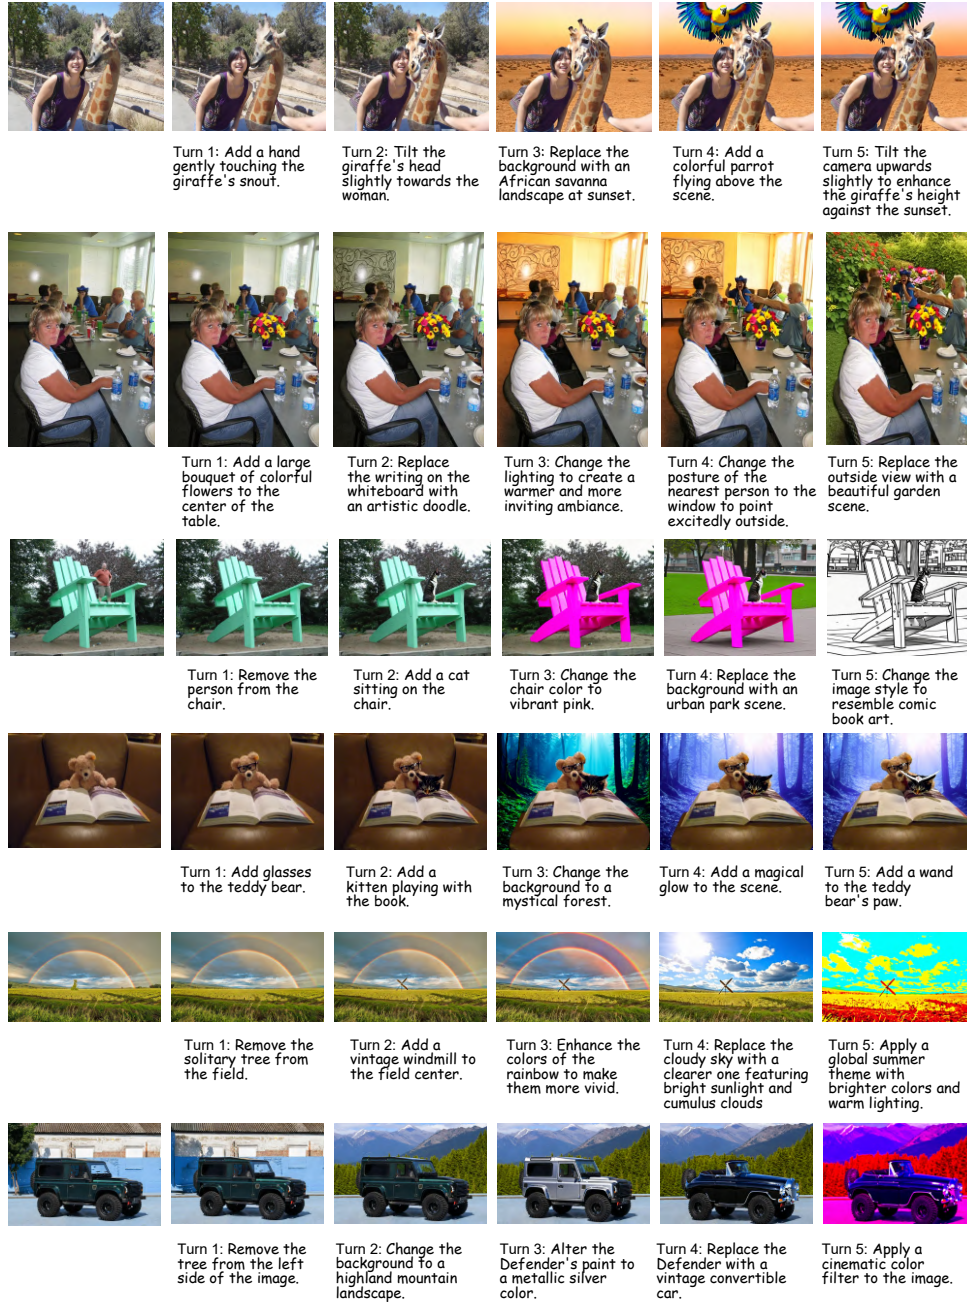 Turn 1: Add a hand
gently touching the
giraffe's snout.
Turn 2: Tilt the
giraffe's head
slightly towards the
woman.
Turn 3: Replace the
background with an
African savanna
landscape at sunset.
Turn 4: Add a
colorful parrot
flying above the
scene.
Turn 5: Tilt the
camera upwards
slightly to enhance
the giraffe's height
against the sunset.
Turn 1: Add a large
bouquet of colorful
flowers to the
center of the
table.
Turn 2: Replace
the writing on the
whiteboard with
an artistic doodle.
Turn 3: Change the
lighting to create a
warmer and more
inviting ambiance.
Turn 4: Change the
posture of the
nearest person to the
window to point
excitedly outside.
Turn 5: Replace the
outside view with a
beautiful garden
scene.
Turn 1: Remove the
person from the
chair.
Turn 2: Add a cat
sitting on the
chair.
Turn 3: Change the
chair color to
vibrant pink.
Turn 4: Replace the
background with an
urban park scene.
Turn 5: Change the
image style to
resemble comic
book art.
Turn 1: Add glasses
to the teddy bear.
Turn 2: Add a
kitten playing with
the book.
Turn 3: Change the
background to a
mystical forest.
Turn 4: Add a magical
glow to the scene.
Turn 5: Add a wand
to the teddy
bear's paw.
Turn 1: Remove the
solitary tree from
the field.
Turn 2: Add a
vintage windmill to
the field center.
Turn 3: Enhance the
colors of the
rainbow to make
them more vivid.
Turn 4: Replace the
cloudy sky with a
clearer one featuring
bright sunlight and
cumulus clouds
Turn 5: Apply a
global summer
theme with
brighter colors and
warm lighting.
Turn 1: Remove the
tree from the left
side of the image.
Turn 2: Change the
background to a
highland mountain
landscape.
Turn 3: Alter the
Defender's paint to
a metallic silver
color.
Turn 4: Replace the
Defender with a
vintage convertible
car.
Turn 5: Apply a
cinematic color
filter to the image.